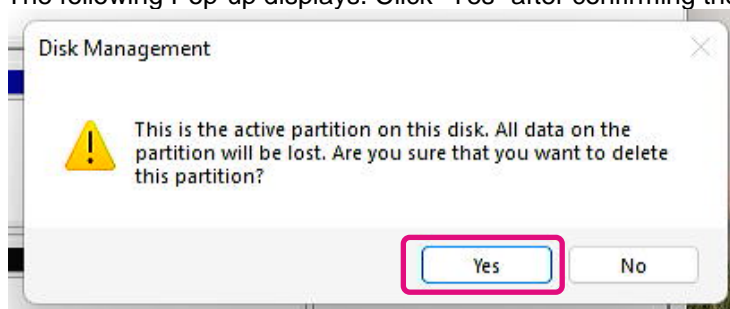 The following Pop-up displays. Click "Yes" after confirming the
Disk Management
This is the active partition on this disk. All data on the
partition will be lost. Are you sure that you want to delete
this partition?
Yes
No